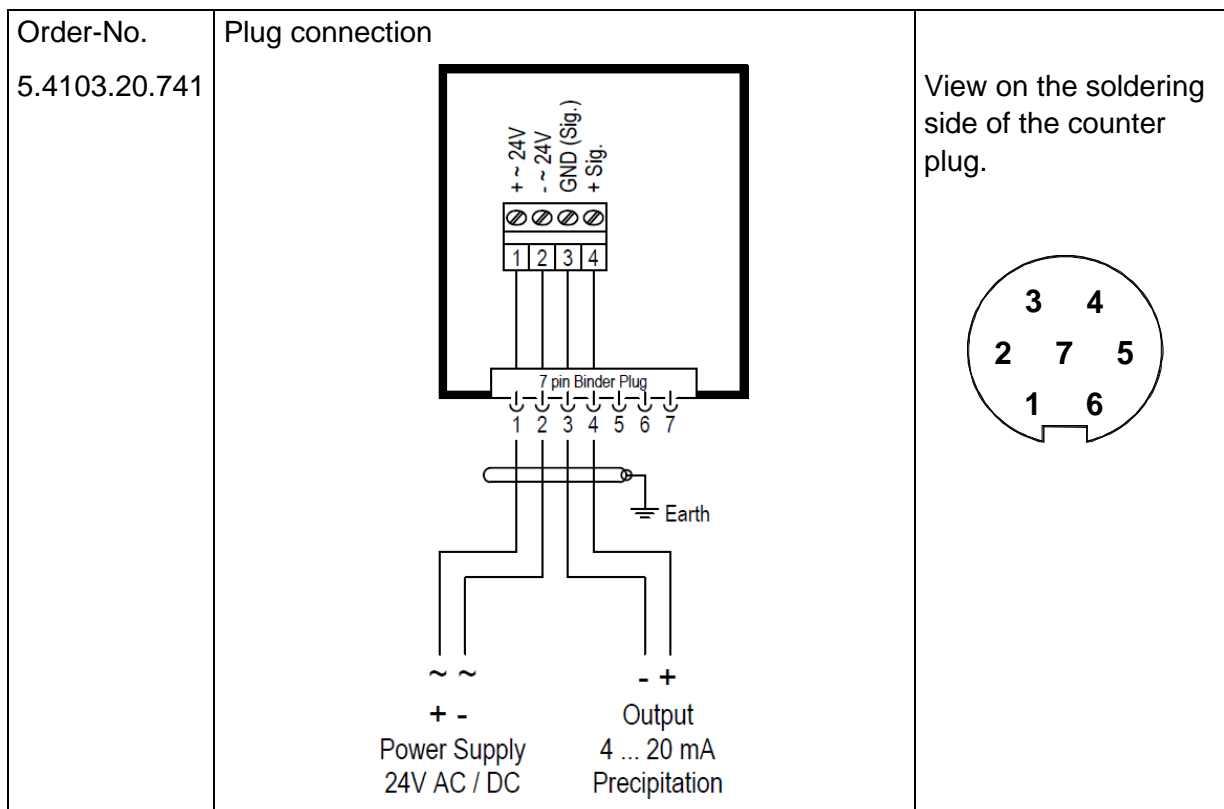 Order-No.
5.4103.20.741
Plug connection
+ ~ 24V
- ~ 24V
GND (Sig.)
+ Sig.
1 2 3 4
7 pin Binder Plug
1 2 3 4 5 6 7
Earth
~ ~
+ -
Power Supply
24V AC / DC
- +
Output
4 ... 20 mA
Precipitation
View on the soldering
side of the counter
plug.
3 4
2 7 5
1 6